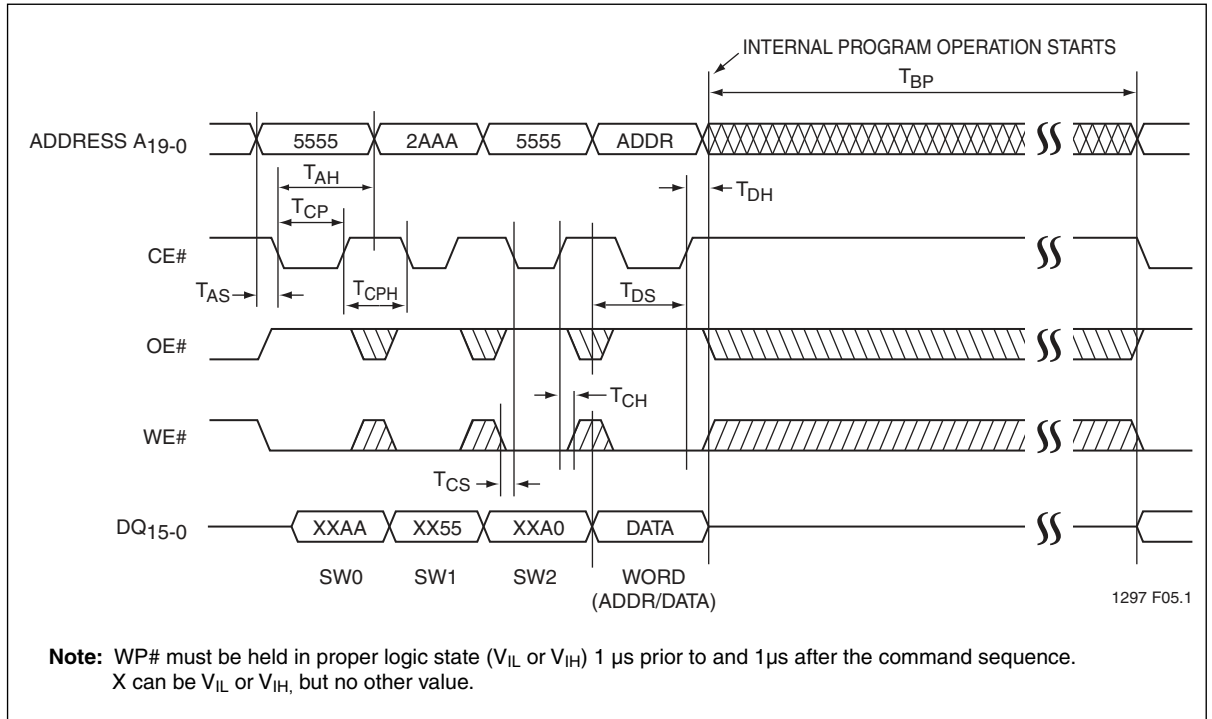 INTERNAL PROGRAM OPERATION STARTS
TBP
ADDRESS A19-0
5555
2AAA
5555
ADDR
TAH
TDH
TCP
CE#
TAS
TCPH
TDS
OE#
TCH
WE#
TCS
DQ15-0
XXAA
XX55
XXA0
DATA
SW0
SW1
SW2
WORD
(ADDR/DATA)
1297 F05.1
Note: WP# must be held in proper logic state (VIL or VIH) 1 µs prior to and 1µs after the command sequence.
X can be VIL or VIH, but no other value.